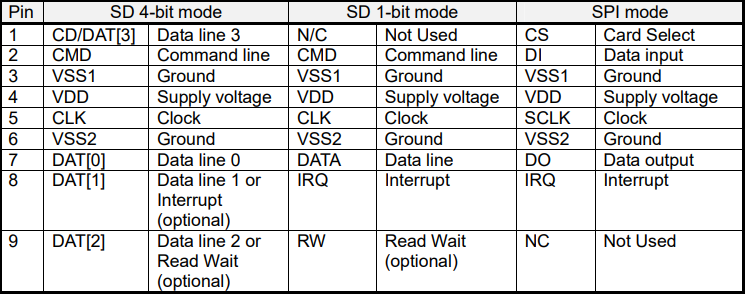 Pin SD 4-bit mode SD 1-bit mode SPI mode
1 CD/DAT[3] Data line 3 N/C Not Used CS Card Select
2 CMD Command line CMD Command line DI Data input
3 VSS1 Ground VSS1 Ground VSS1 Ground
4 VDD Supply voltage VDD Supply voltage VDD Supply voltage
5 CLK Clock CLK Clock SCLK Clock
6 VSS2 Ground VSS2 Ground VSS2 Ground
7 DAT[0] Data line 0 DATA Data line DO Data output
8 DAT[1] Data line 1 or IRQ Interrupt IRQ Interrupt
Interrupt
(optional)
9 DAT[2] Data line 2 or RW Read Wait NC Not Used
Read Wait (optional)
(optional)